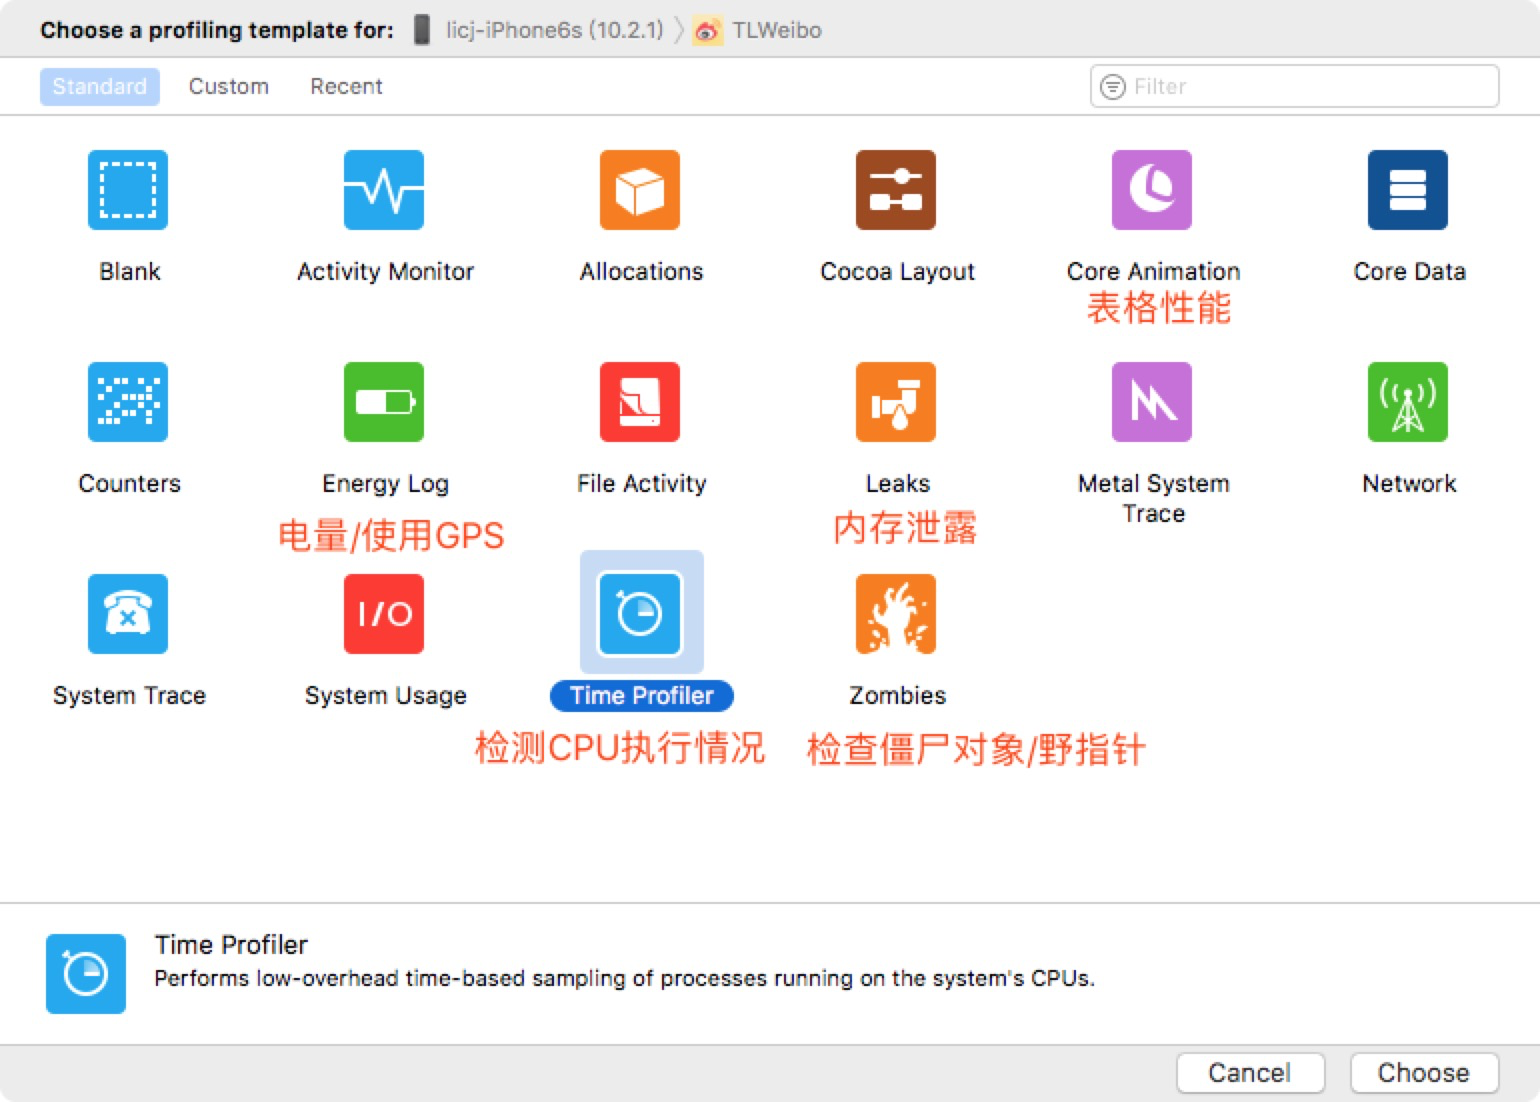 Choose a profiling template for: licj-iPhone6s (10.2.1) 〉 TLWeibo
Standard Custom Recent Filter
Blank Activity Monitor Allocations Cocoa Layout Core Animation Core Data
表格性能
Counters Energy Log File Activity Leaks Metal System Trace Network
电量/使用GPS 内存泄露
I/O
System Trace System Usage Time Profiler Zombies
检测CPU执行情况 检查僵尸对象/野指针
Time Profiler
Performs low-overhead time-based sampling of processes running on the system's CPUs.
Cancel Choose